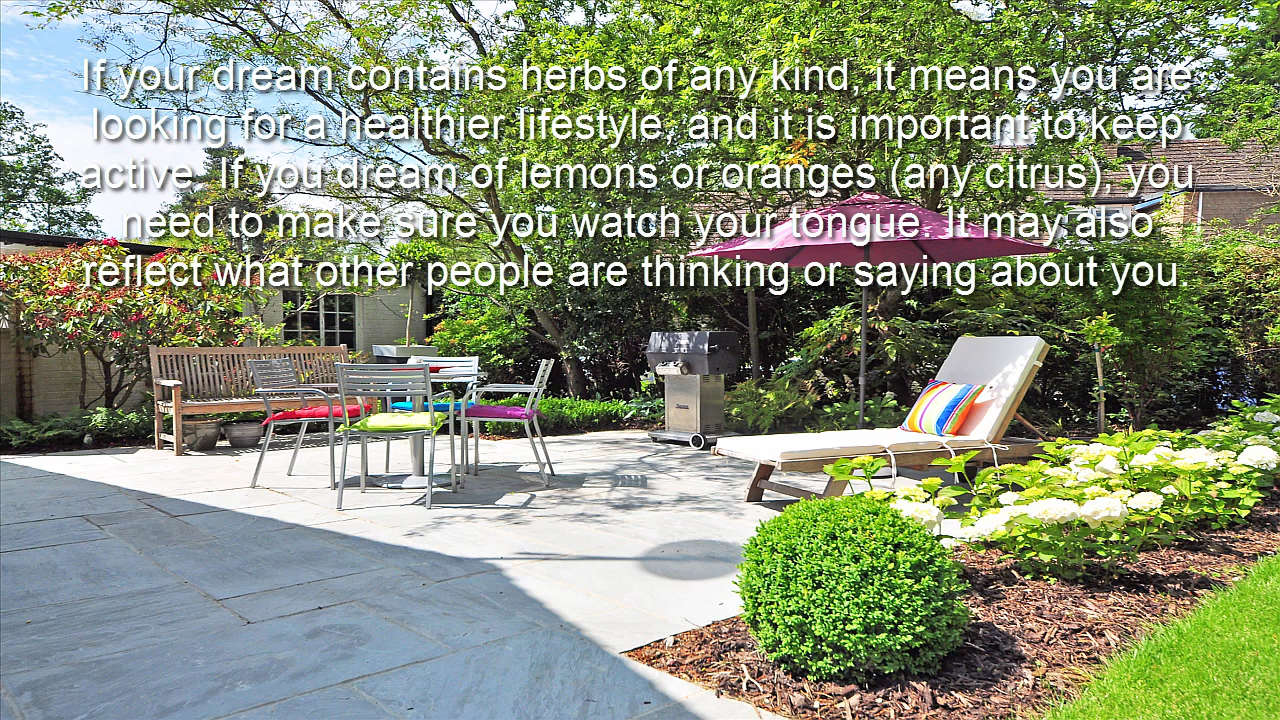 If your dream contains herbs of any kind, it means you are
looking for a healthier lifestyle, and it is important to keep
active. If you dream of lemons or oranges (any citrus), you
need to make sure you watch your tongue. It may also
reflect what other people are thinking or saying about you.